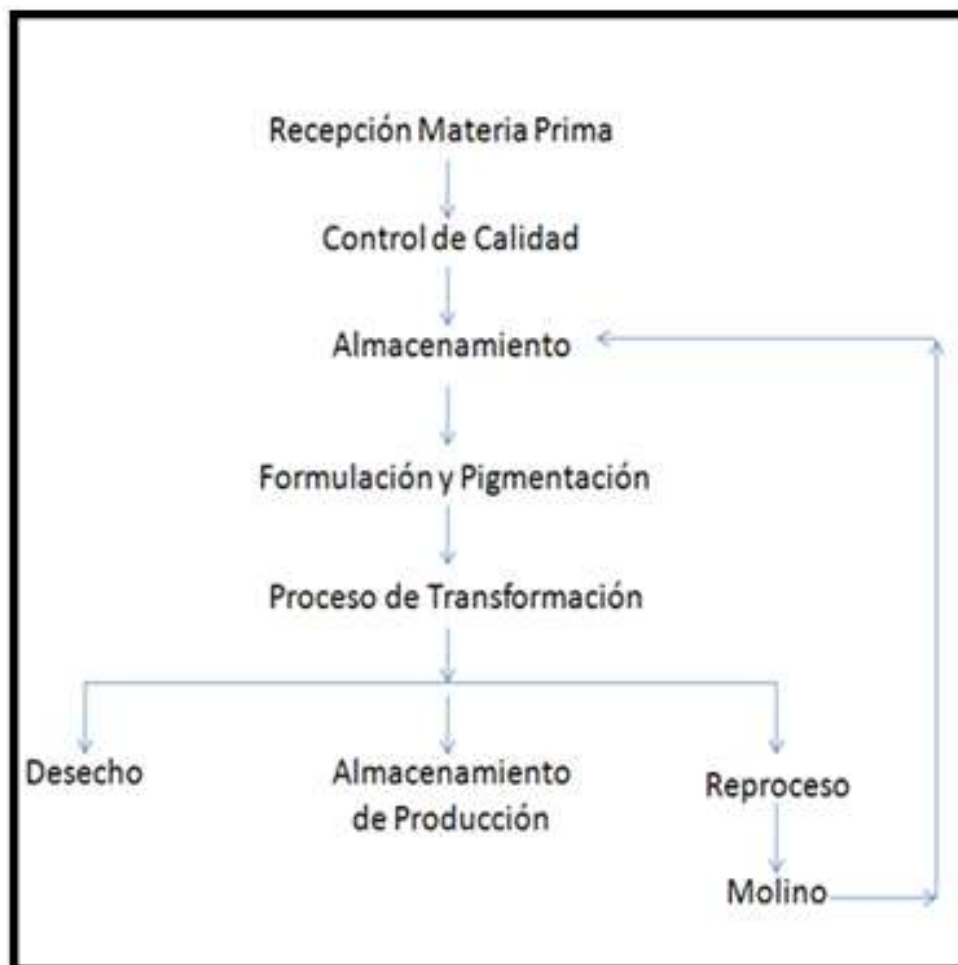 Recepción Materia Prima
Control de Calidad
Almacenamiento
Formulación y Pigmentación
Proceso de Transformación
Desecho
Almacenamiento
de Producción
Reproceso
Molino